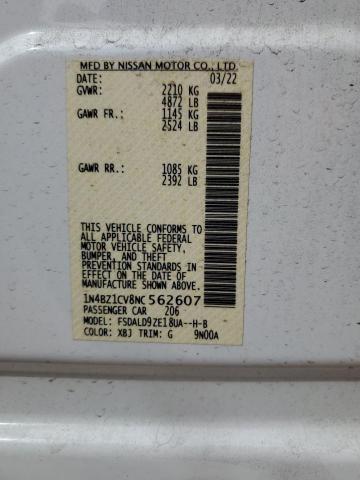 MFD BY NISSAN MOTOR CO., LTD.
DATE: 03/22
GVWR: 2210 KG
4872 LB
GAWR FR.: 1145 KG
2524 LB
GAWR RR.: 1085 KG
2392 LB
THIS VEHICLE CONFORMS TO
ALL APPLICABLE FEDERAL
MOTOR VEHICLE SAFETY,
BUMPER, AND THEFT
PREVENTION STANDARDS IN
EFFECT ON THE DATE OF
MANUFACTURE SHOWN ABOVE.
1N4BZ1CV8NC 562607
PASSENGER CAR 206
MODEL: FSDALD9ZE18UA--H-B
COLOR: XBJ TRIM: G 9N00A